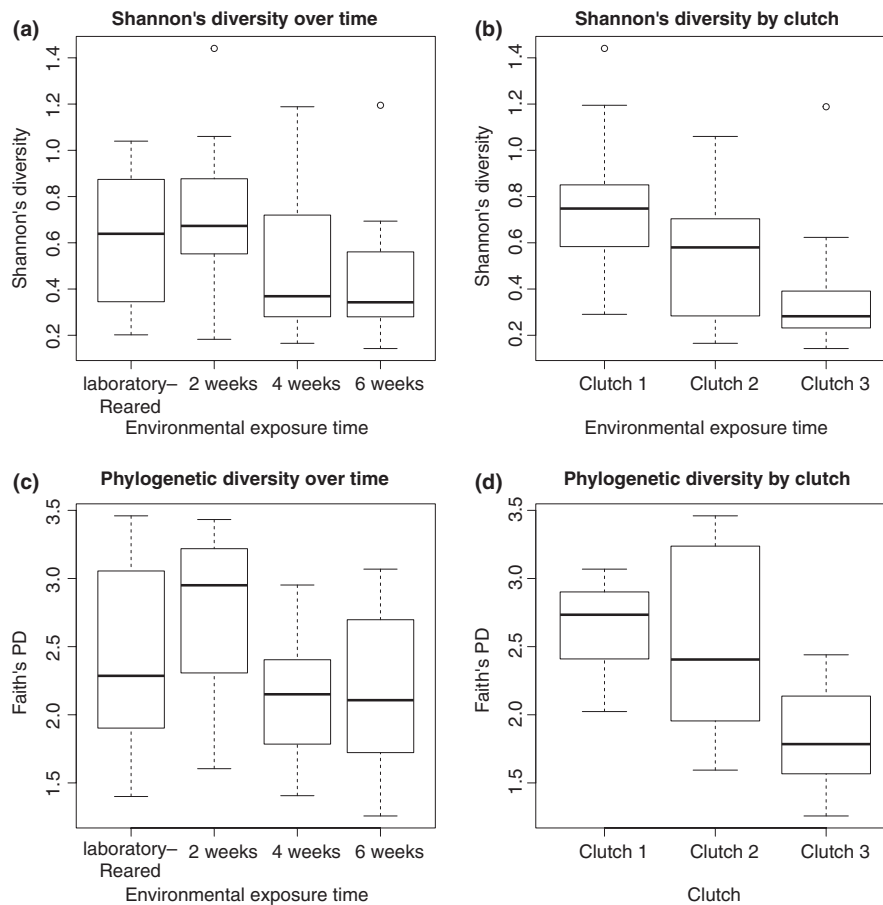 (a)
Shannon's diversity over time
Shannon's diversity
1.4
1.2
1.0
0.8
0.6
0.4
0.2
laboratory–
Reared
2 weeks
4 weeks
6 weeks
Environmental exposure time
(b)
Shannon's diversity by clutch
Shannon's diversity
1.4
1.2
1.0
0.8
0.6
0.4
0.2
Clutch 1
Clutch 2
Clutch 3
Environmental exposure time
(c)
Phylogenetic diversity over time
Faith's PD
3.5
3.0
2.5
2.0
1.5
laboratory–
Reared
2 weeks
4 weeks
6 weeks
Environmental exposure time
(d)
Phylogenetic diversity by clutch
Faith's PD
3.5
3.0
2.5
2.0
1.5
Clutch 1
Clutch 2
Clutch 3
Clutch